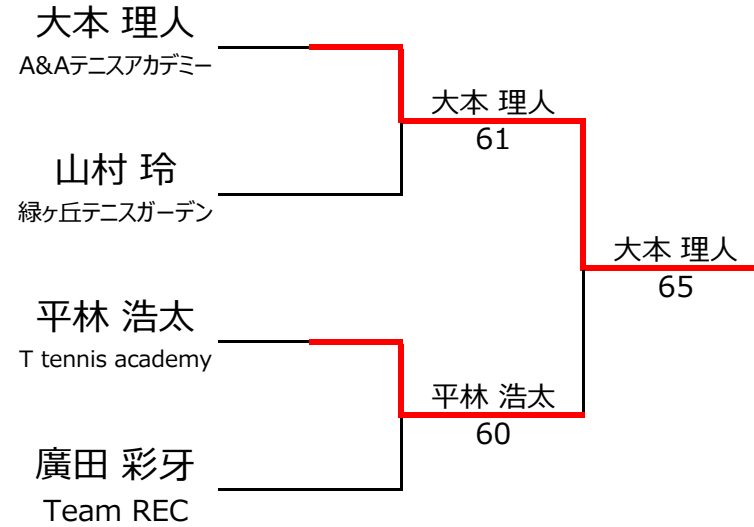 大本 理人
A&Aテニスアカデミー
大本 理人
61
山村 玲
緑ヶ丘テニスガーデン
大本 理人
65
平林 浩太
T tennis academy
平林 浩太
60
廣田 彩牙
Team REC